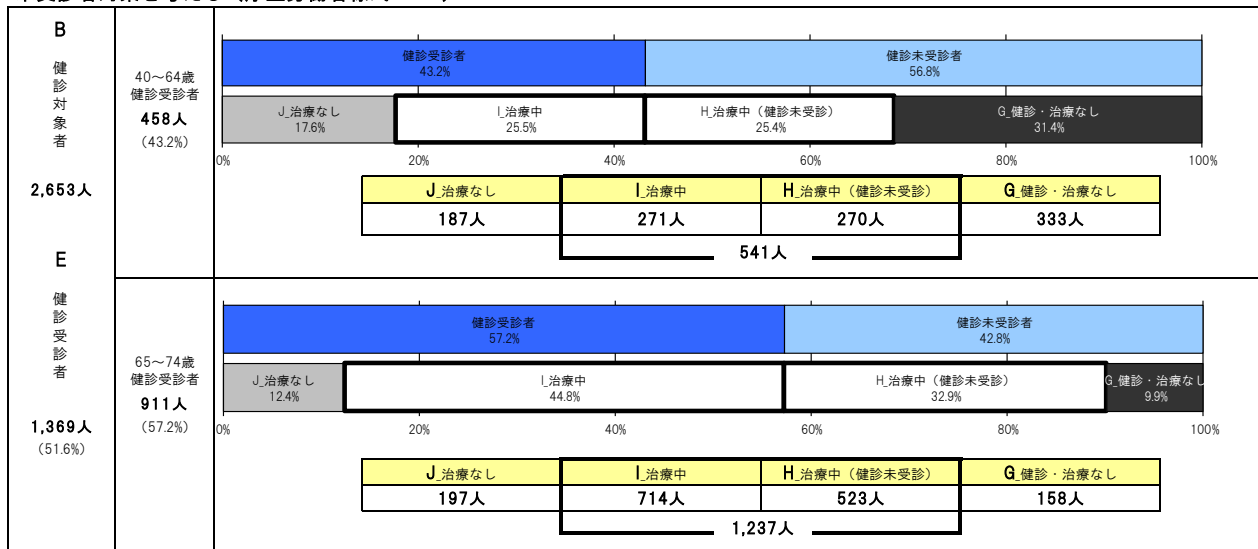 B
健診対象者
2,653人
E
健診受診者
1,369人
(51.6%)
40～64歳
健診受診者
458人
(43.2%)
健診受診者
43.2%
健診未受診者
56.8%
J_治療なし
17.6%
I_治療中
25.5%
H_治療中（健診未受診）
25.4%
G_健診・治療なし
31.4%
0% 20% 40% 60% 80% 100%
J_治療なし I_治療中 H_治療中（健診未受診） G_健診・治療なし
187人 271人 270人 333人
541人
65～74歳
健診受診者
911人
(57.2%)
健診受診者
57.2%
健診未受診者
42.8%
J_治療なし
12.4%
I_治療中
44.8%
H_治療中（健診未受診）
32.9%
G_健診・治療なし
9.9%
0% 20% 40% 60% 80% 100%
J_治療なし I_治療中 H_治療中（健診未受診） G_健診・治療なし
197人 714人 523人 158人
1,237人